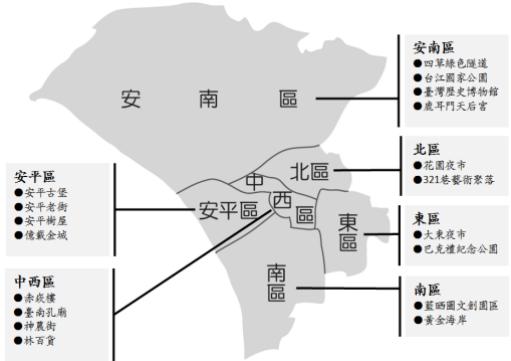 安南區
●四草綠色隧道
●台江國家公園
●臺灣歷史博物館
●鹿耳門天后宮
安南區
北區
●花園夜市
●321巷藝術聚落
北區
中西區
安平區
●安平古堡
●安平老街
●安平樹屋
●億載金城
安平區
東區
東區
●大東夜市
●巴克禮紀念公園
中西區
●赤崁樓
●臺南孔廟
●神農街
●林百貨
南區
南區
●藍晒圖文創園區
●黃金海岸